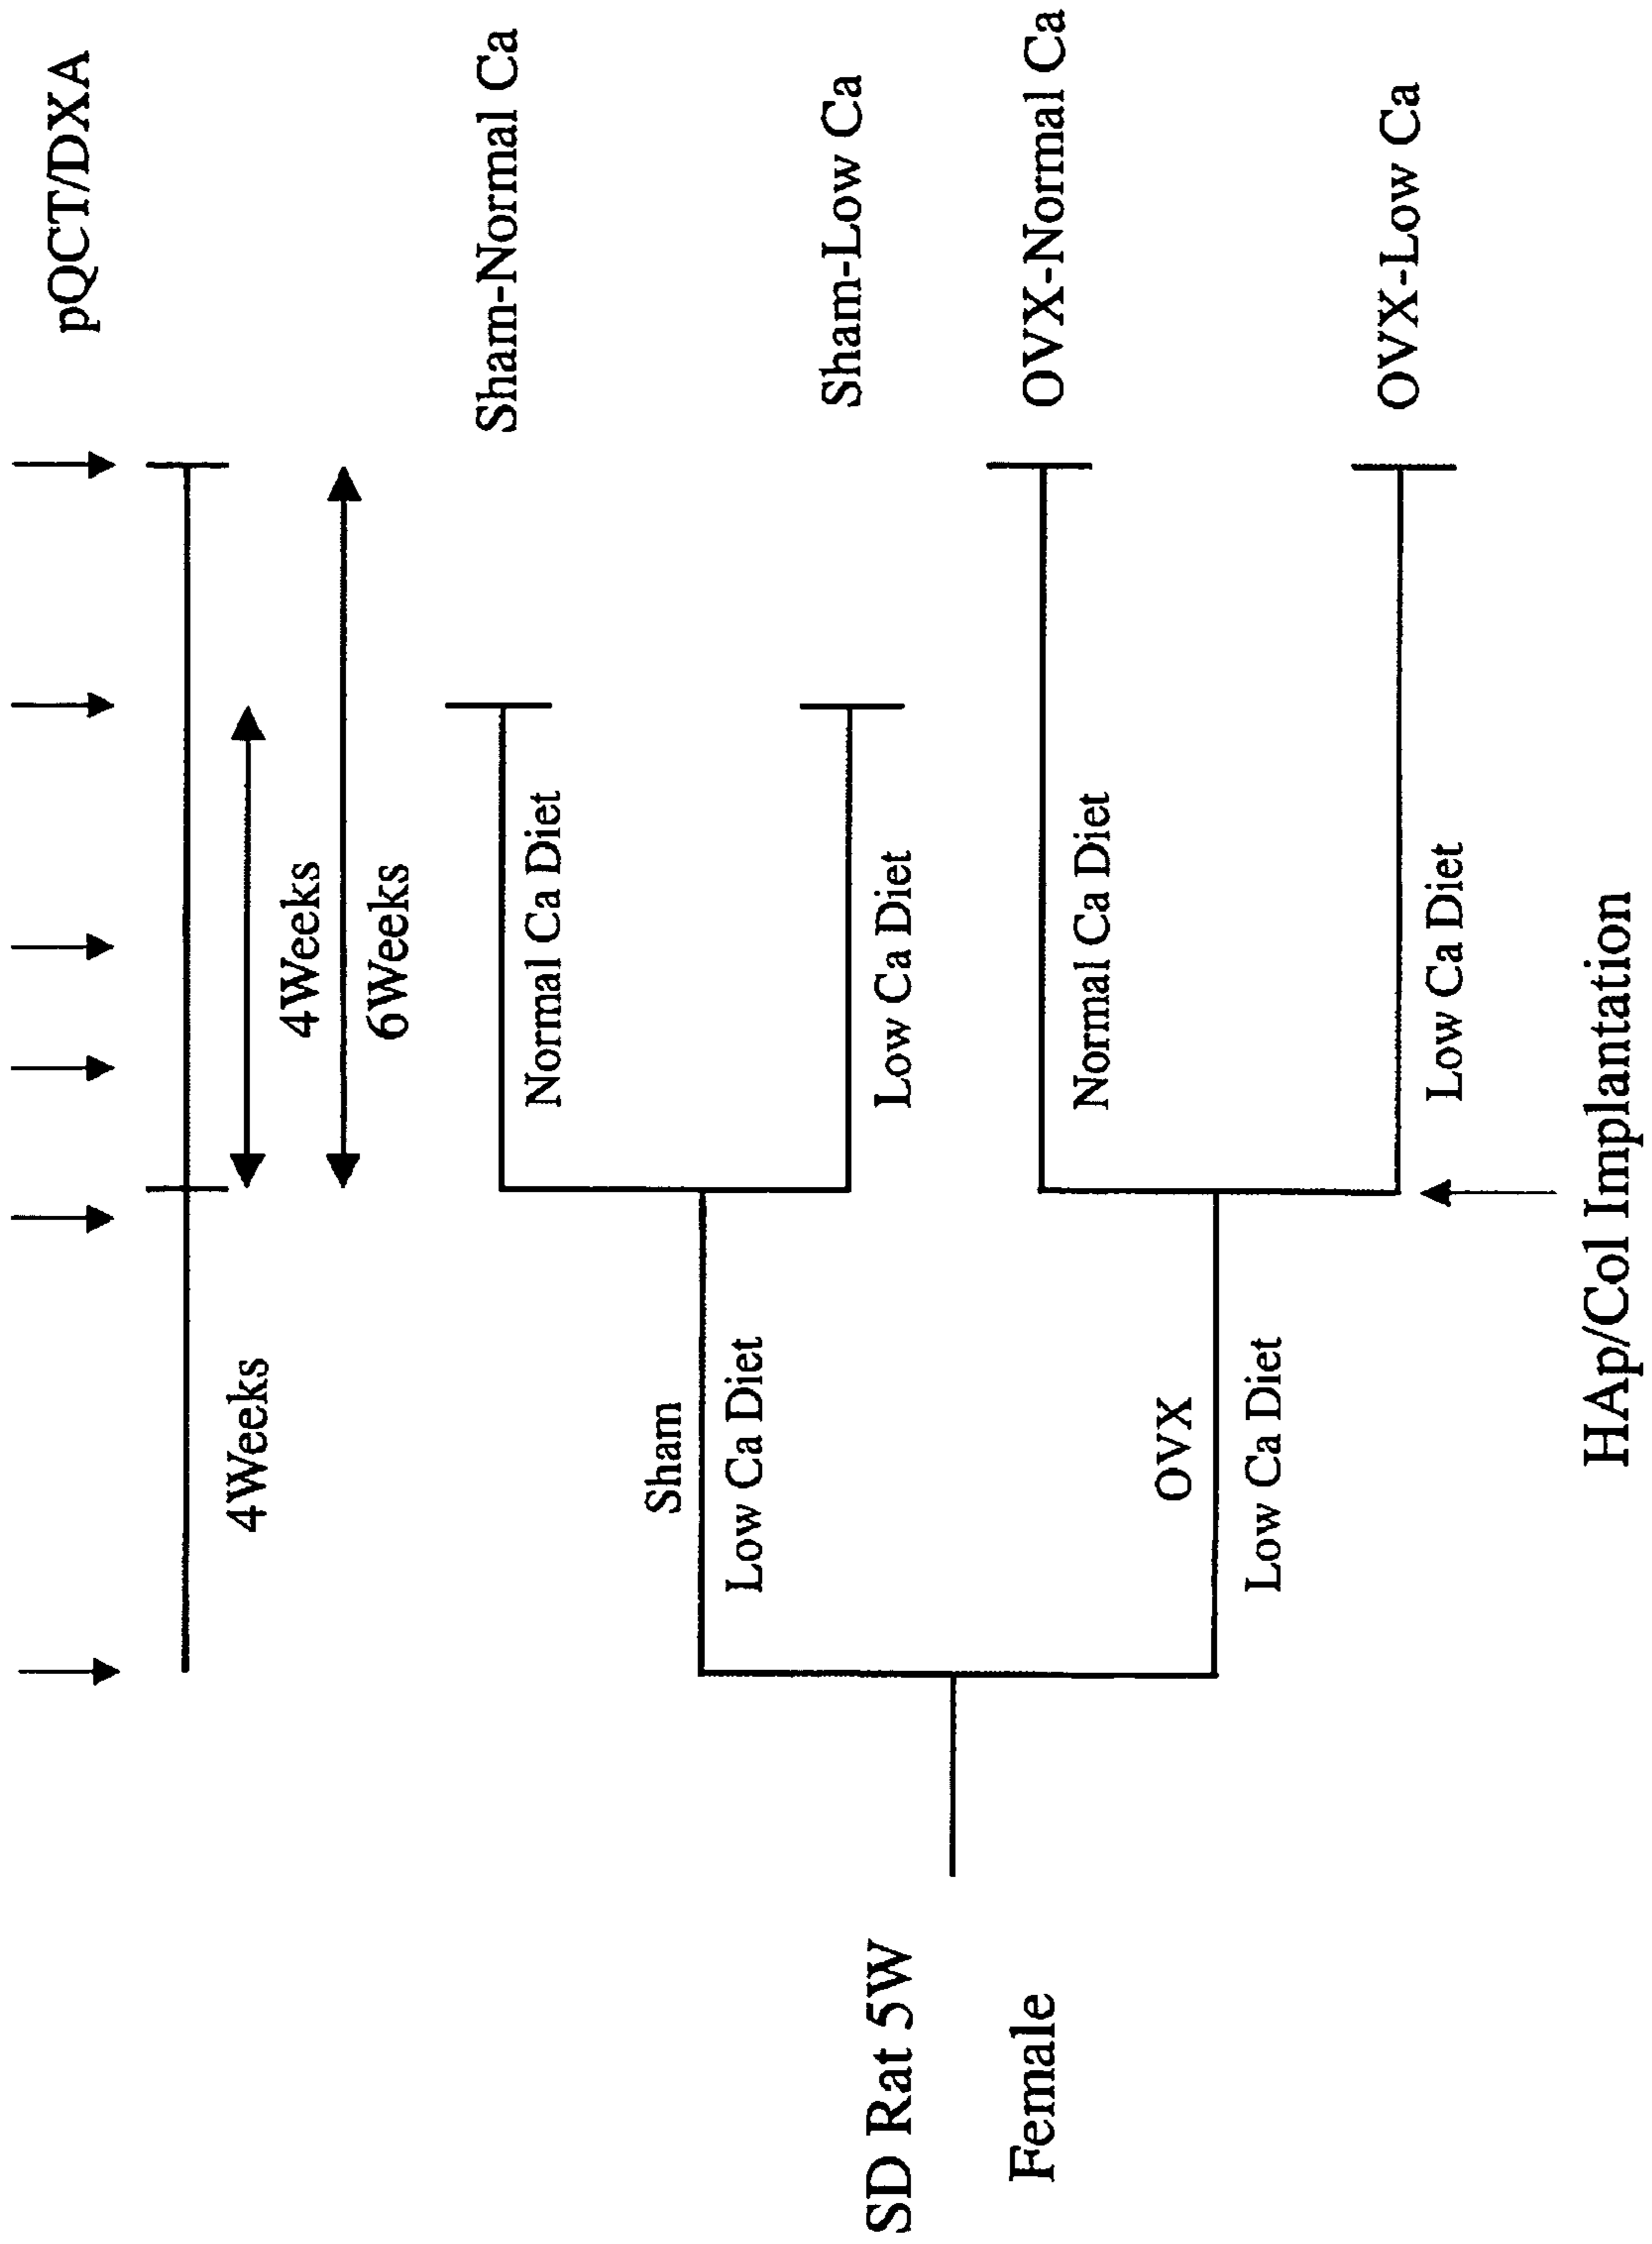 pQCT/DXA
4Weeks
4Weeks
6Weeks
Sham-Normal Ca
Normal Ca Diet
Sham
Low Ca Diet
Sham-Low Ca
Low Ca Diet
SD Rat 5W
Female
OVX-Normal Ca
Normal Ca Diet
OVX
Low Ca Diet
OVX-Low Ca
Low Ca Diet
HAp/Col Implantation